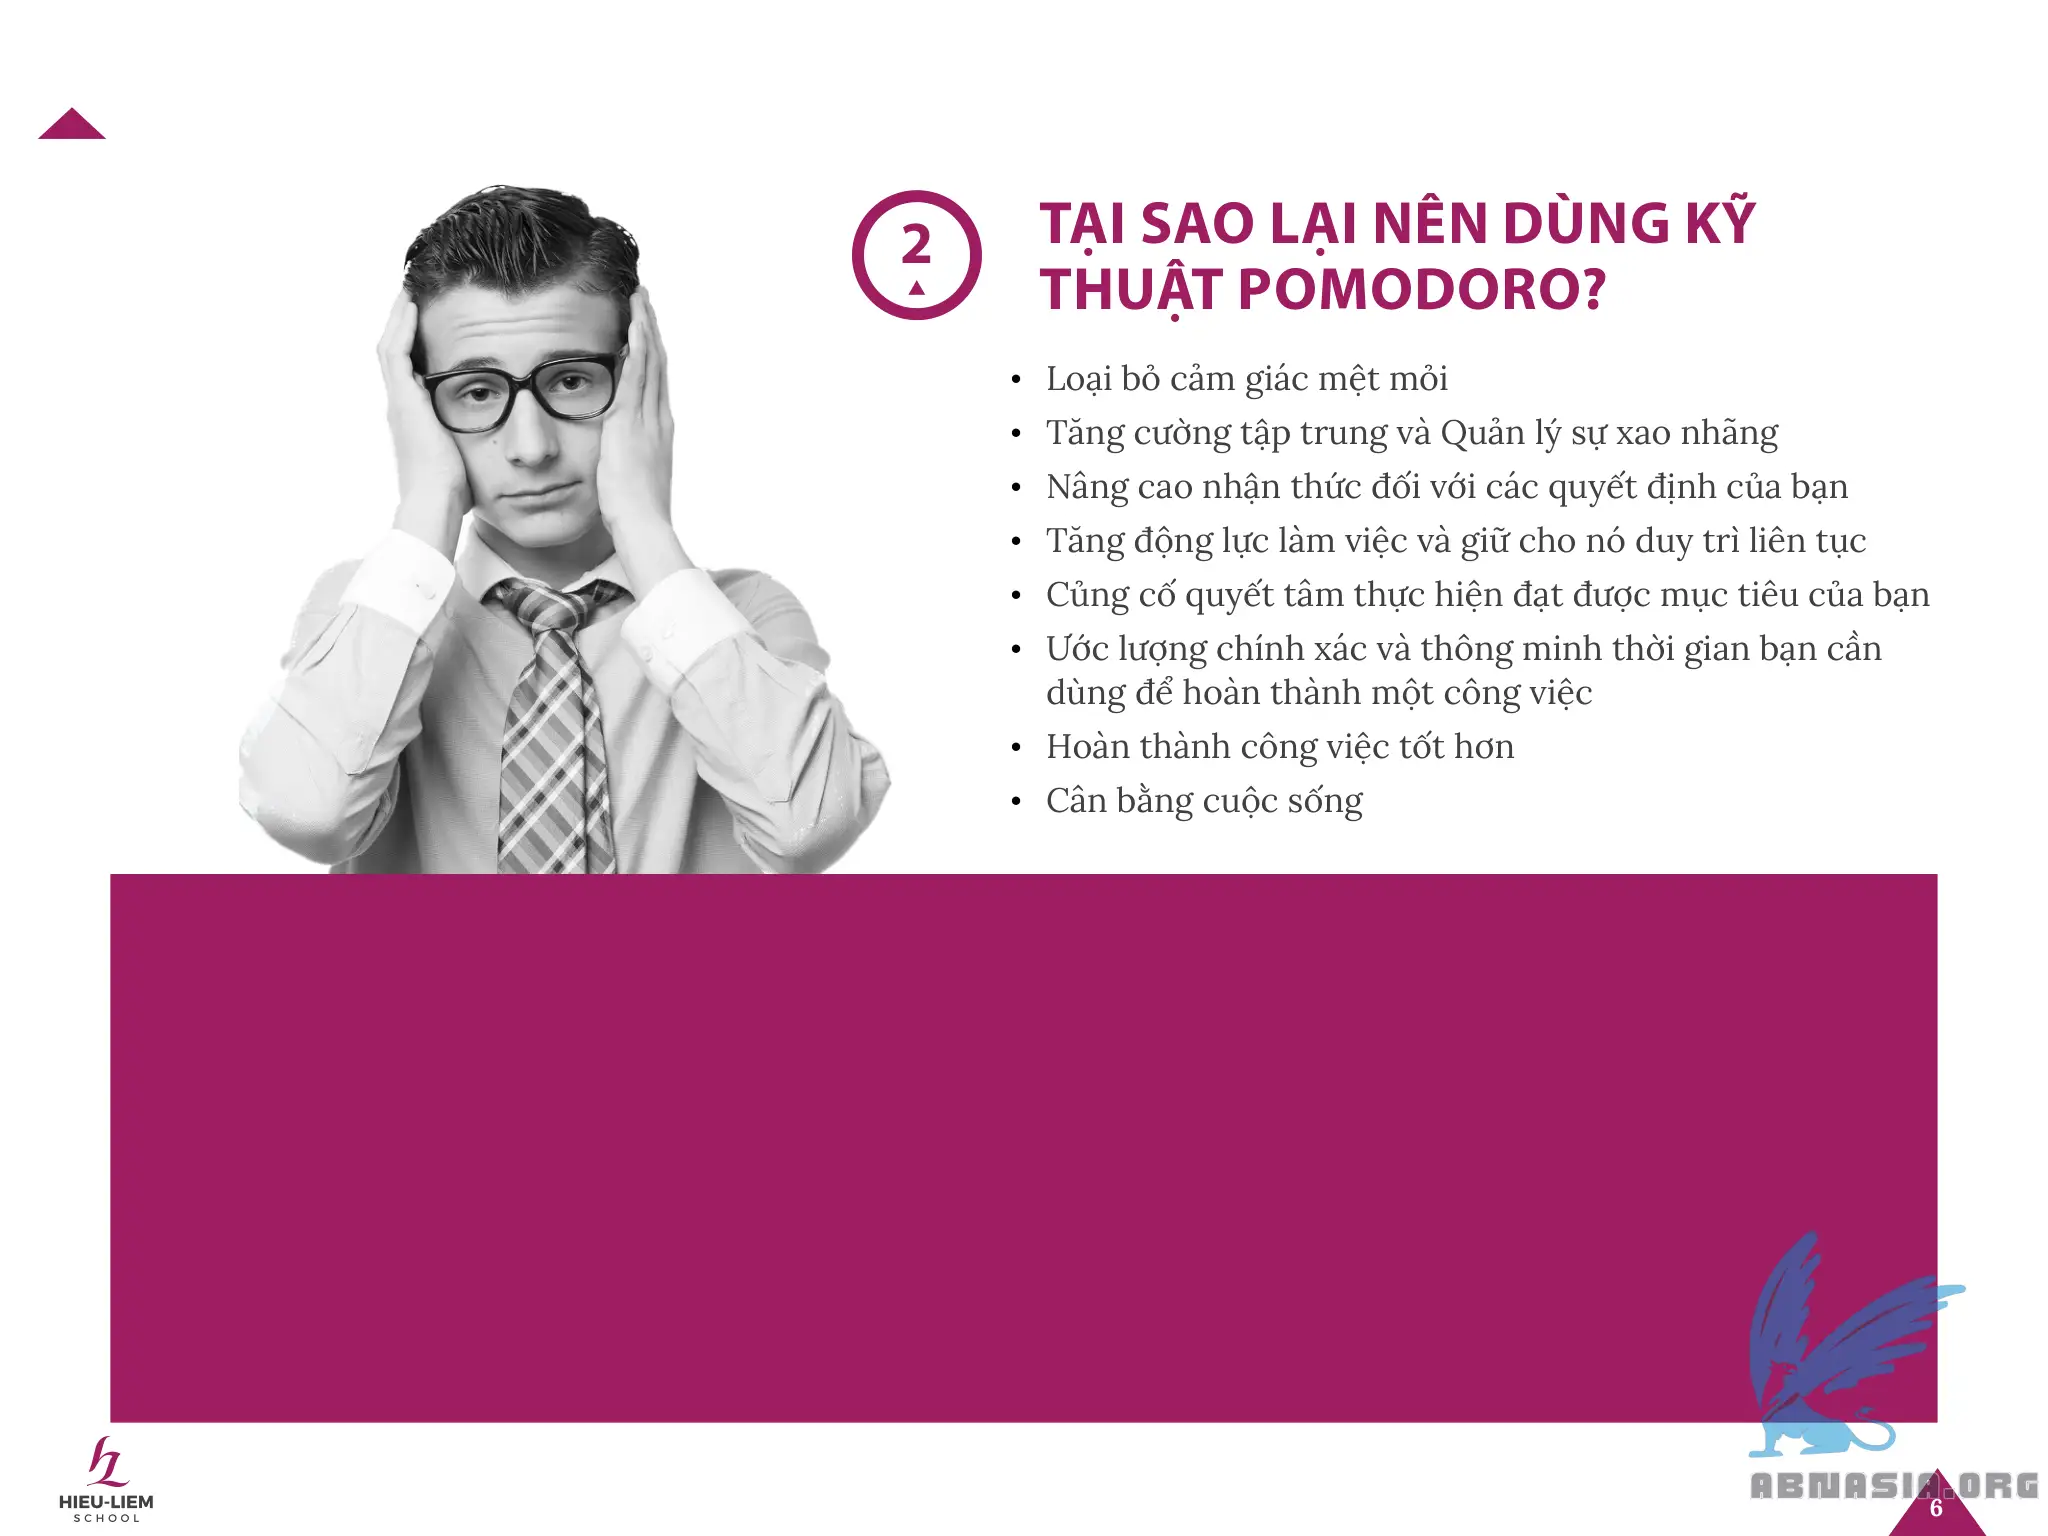 2
TẠI SAO LẠI NÊN DÙNG KỸ
THUẬT POMODORO?
• Loại bỏ cảm giác mệt mỏi
• Tăng cường tập trung và Quản lý sự xao nhãng
• Nâng cao nhận thức đối với các quyết định của bạn
• Tăng động lực làm việc và giữ cho nó duy trì liên tục
• Củng cố quyết tâm thực hiện đạt được mục tiêu của bạn
• Ước lượng chính xác và thông minh thời gian bạn cần
dùng để hoàn thành một công việc
• Hoàn thành công việc tốt hơn
• Cân bằng cuộc sống
HIEU-LIEM
SCHOOL
ABNASIA.ORG
6